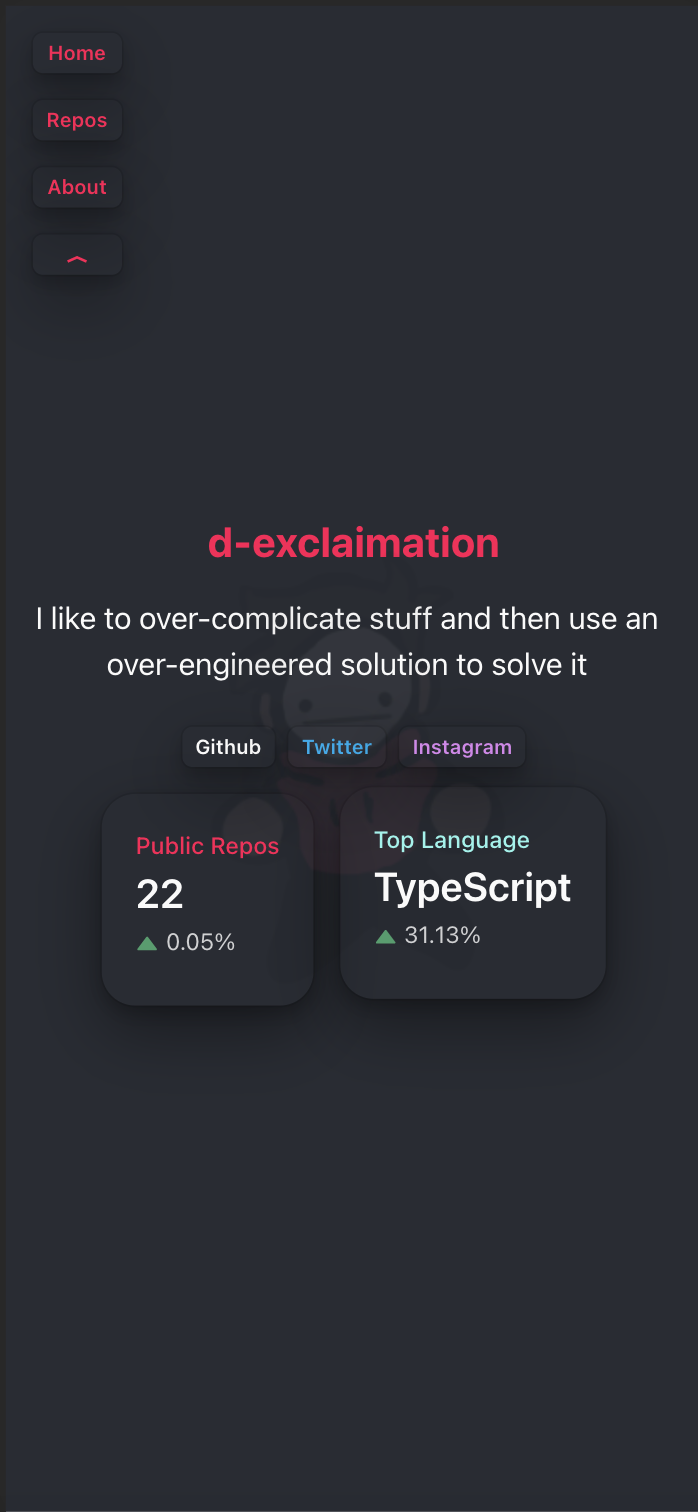 Home
Repos
About
d-exclaimation
I like to over-complicate stuff and then use an
over-engineered solution to solve it
Github Twitter Instagram
Public Repos
22
0.05%
Top Language
TypeScript
31.13%